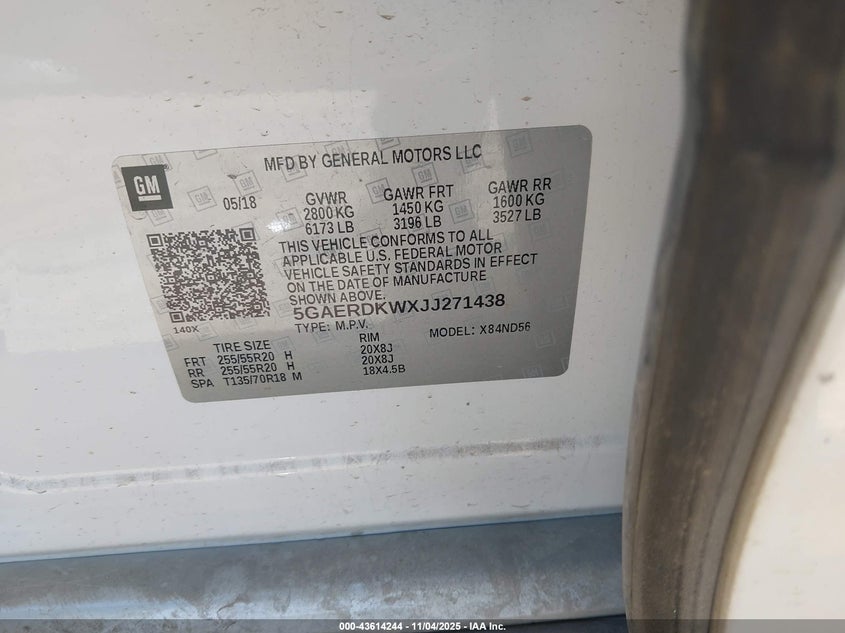 MFD BY GENERAL MOTORS LLC
GM
05/18
GVWR GAWR FRT GAWR RR
2800 KG 1450 KG 1600 KG
6173 LB 3196 LB 3527 LB
THIS VEHICLE CONFORMS TO ALL
APPLICABLE U.S. FEDERAL MOTOR
VEHICLE SAFETY STANDARDS IN EFFECT
ON THE DATE OF MANUFACTURE
SHOWN ABOVE.
140X
5GAERDKWXJJ271438
TYPE: M.P.V. MODEL: X84ND56
TIRE SIZE RIM
FRT 255/55R20 H 20X8J
RR 255/55R20 H 20X8J
SPA T135/70R18 M 18X4.5B
000-43614244 - 11/04/2025 - IAA Inc.